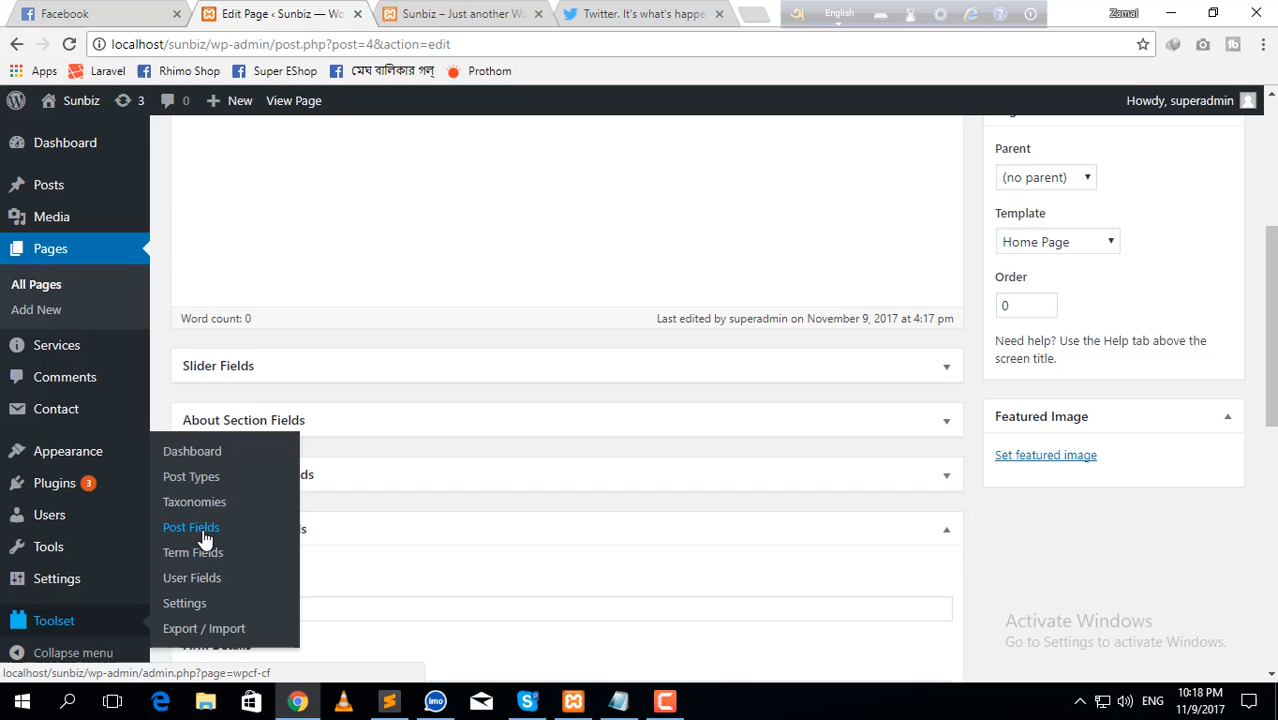 Facebook
Edit Page ‹ Sunbiz — Wo
Sunbiz – Just another Wo
Twitter. It's what's happe
English
Zamal
localhost/sunbiz/wp-admin/post.php?post=4&action=edit
Apps
Laravel
Rhimo Shop
Super EShop
মেঘ বালিকার গল্
Prothom
Sunbiz
3
0
New
View Page
Howdy, superadmin
Dashboard
Posts
Media
Pages
All Pages
Add New
Services
Comments
Contact
Appearance
Plugins 3
Users
Tools
Settings
Toolset
Collapse menu
Dashboard
Post Types
Taxonomies
Post Fields
Term Fields
User Fields
Settings
Export / Import
Word count: 0
Last edited by superadmin on November 9, 2017 at 4:17 pm
Slider Fields
About Section Fields
Parent
(no parent)
Template
Home Page
Order
0
Need help? Use the Help tab above the
screen title.
Featured Image
Set featured image
Activate Windows
Go to Settings to activate Windows.
localhost/sunbiz/wp-admin/admin.php?page=wpcf-cf
imo
ENG
10:18 PM
11/9/2017